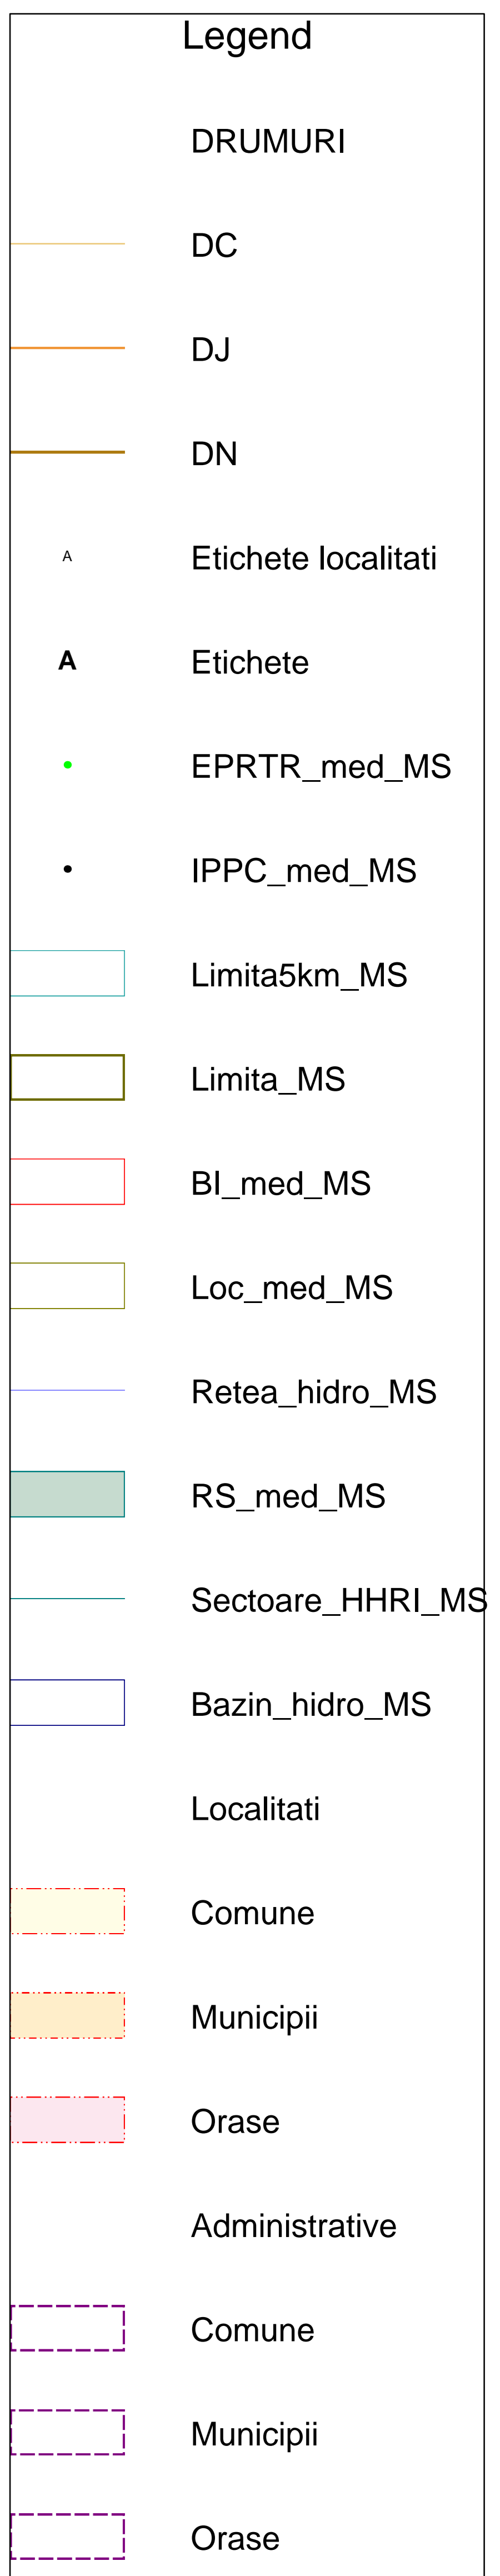 Legend
DRUMURI
DC
DJ
DN
A Etichete localitati
A Etichete
EPRTR_med_MS
IPPC_med_MS
Limita5km_MS
Limita_MS
BI_med_MS
Loc_med_MS
Retea_hidro_MS
RS_med_MS
Sectoare_HHRI_MS
Bazin_hidro_MS
Localitati
Comune
Municipii
Orase
Administrative
Comune
Municipii
Orase